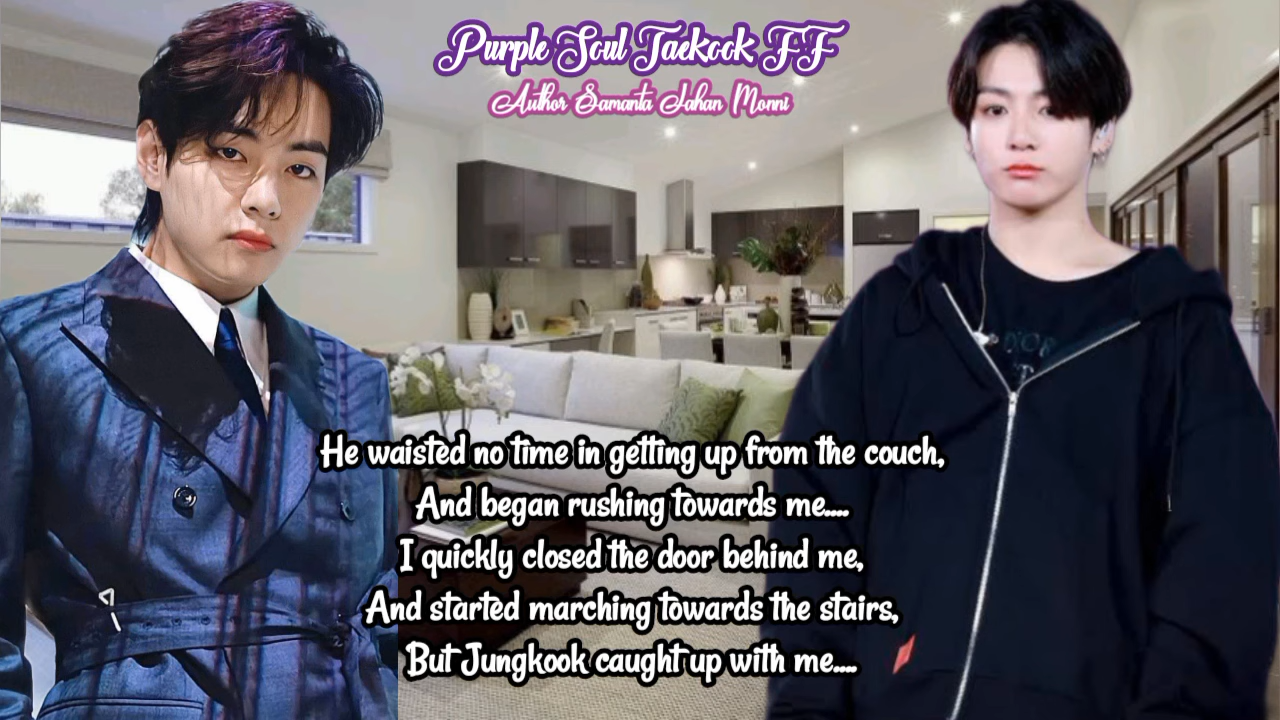 Purple Soul Taekook FF
Author Samanta Jahan Monni
He waisted no time in getting up from the couch,
And began rushing towards me....
I quickly closed the door behind me,
And started marching towards the stairs,
But Jungkook caught up with me....